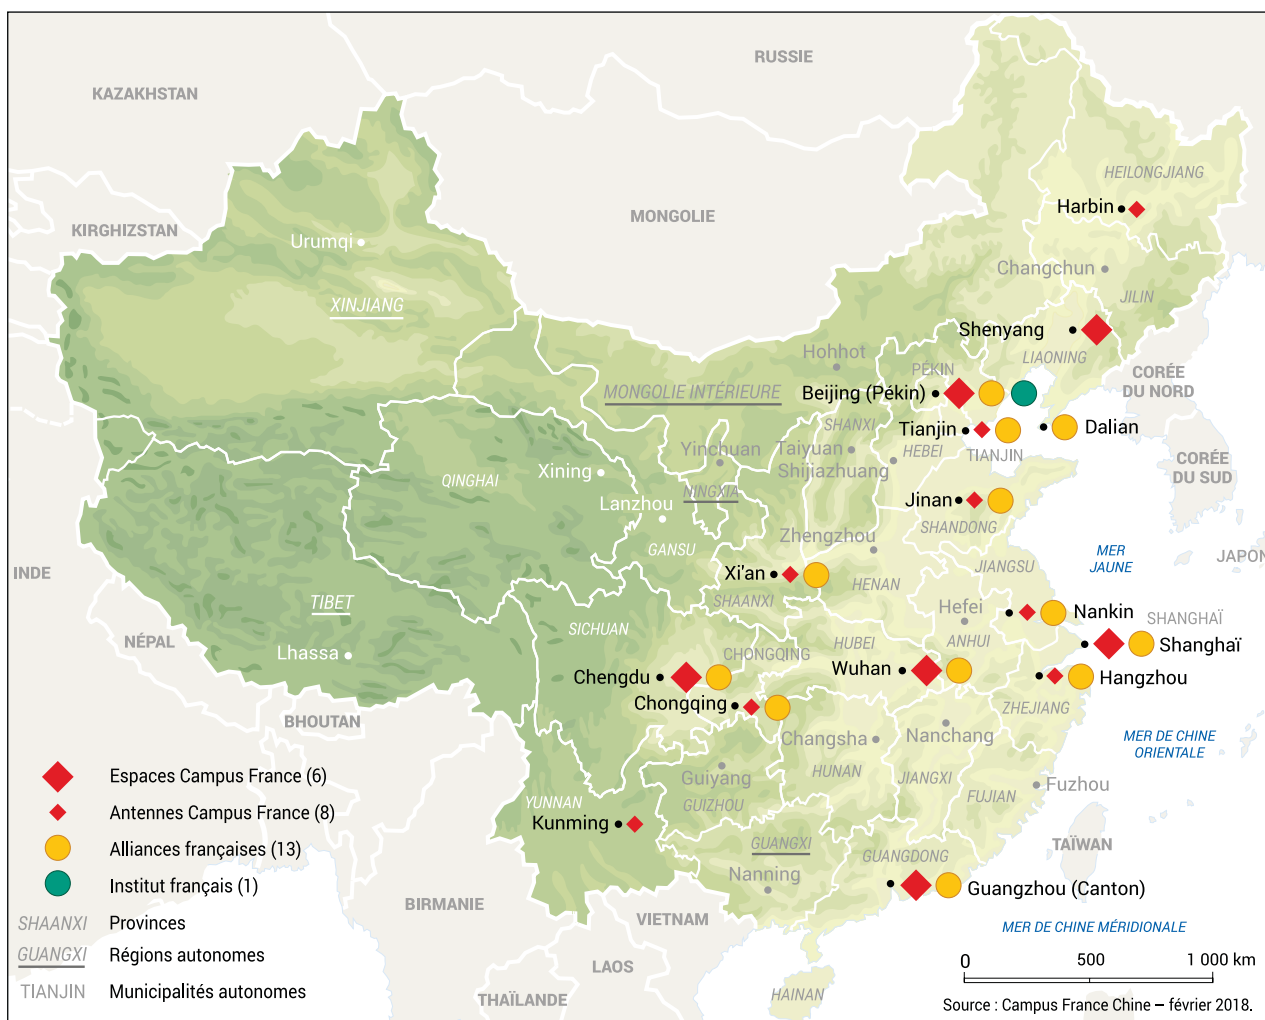 RUSSIE
KAZAKHSTAN
HEILONGJIANG
Harbin
MONGOLIE
KIRGHIZSTAN
Urumqi
Changchun
JILIN
XINJIANG
Shenyang
LIAONING
Hohhot
PÉKIN
CORÉE
DU NORD
MONGOLIE INTÉRIEURE
Beijing (Pékin)
SHANXI
Tianjin
Dalian
HEBEI
TIANJIN
Yinchuan
Taiyuan
Shijiazhuang
CORÉE
DU SUD
QINGHAI
Xining
NINGXIA
Lanzhou
Jinan
SHANDONG
GANSU
Zhengzhou
MER
JAUNE
JAPON
INDE
Xi'an
HENAN
JIANGSU
SHAANXI
TIBET
Hefei
Nankin
SHANGHAÏ
SICHUAN
NÉPAL
HUBEI
ANHUI
Shanghaï
Lhassa
CHONGQING
Wuhan
Chengdu
Hangzhou
Chongqing
ZHEJIANG
BHOUTAN
Changsha
Nanchang
MER DE CHINE
ORIENTALE
Guiyang
HUNAN
JIANGXI
Fuzhou
FUJIAN
YUNNAN
GUIZHOU
Kunming
GUANGXI
GUANGDONG
TAÏWAN
Nanning
Guangzhou (Canton)
BIRMANIE
VIETNAM
MER DE CHINE MÉRIDIONALE
LAOS
HAINAN
THAÏLANDE
Espaces Campus France (6)
Antennes Campus France (8)
Alliances françaises (13)
Institut français (1)
SHAANXI Provinces
GUANGXI Régions autonomes
TIANJIN Municipalités autonomes
0 500 1 000 km
Source : Campus France Chine – février 2018.